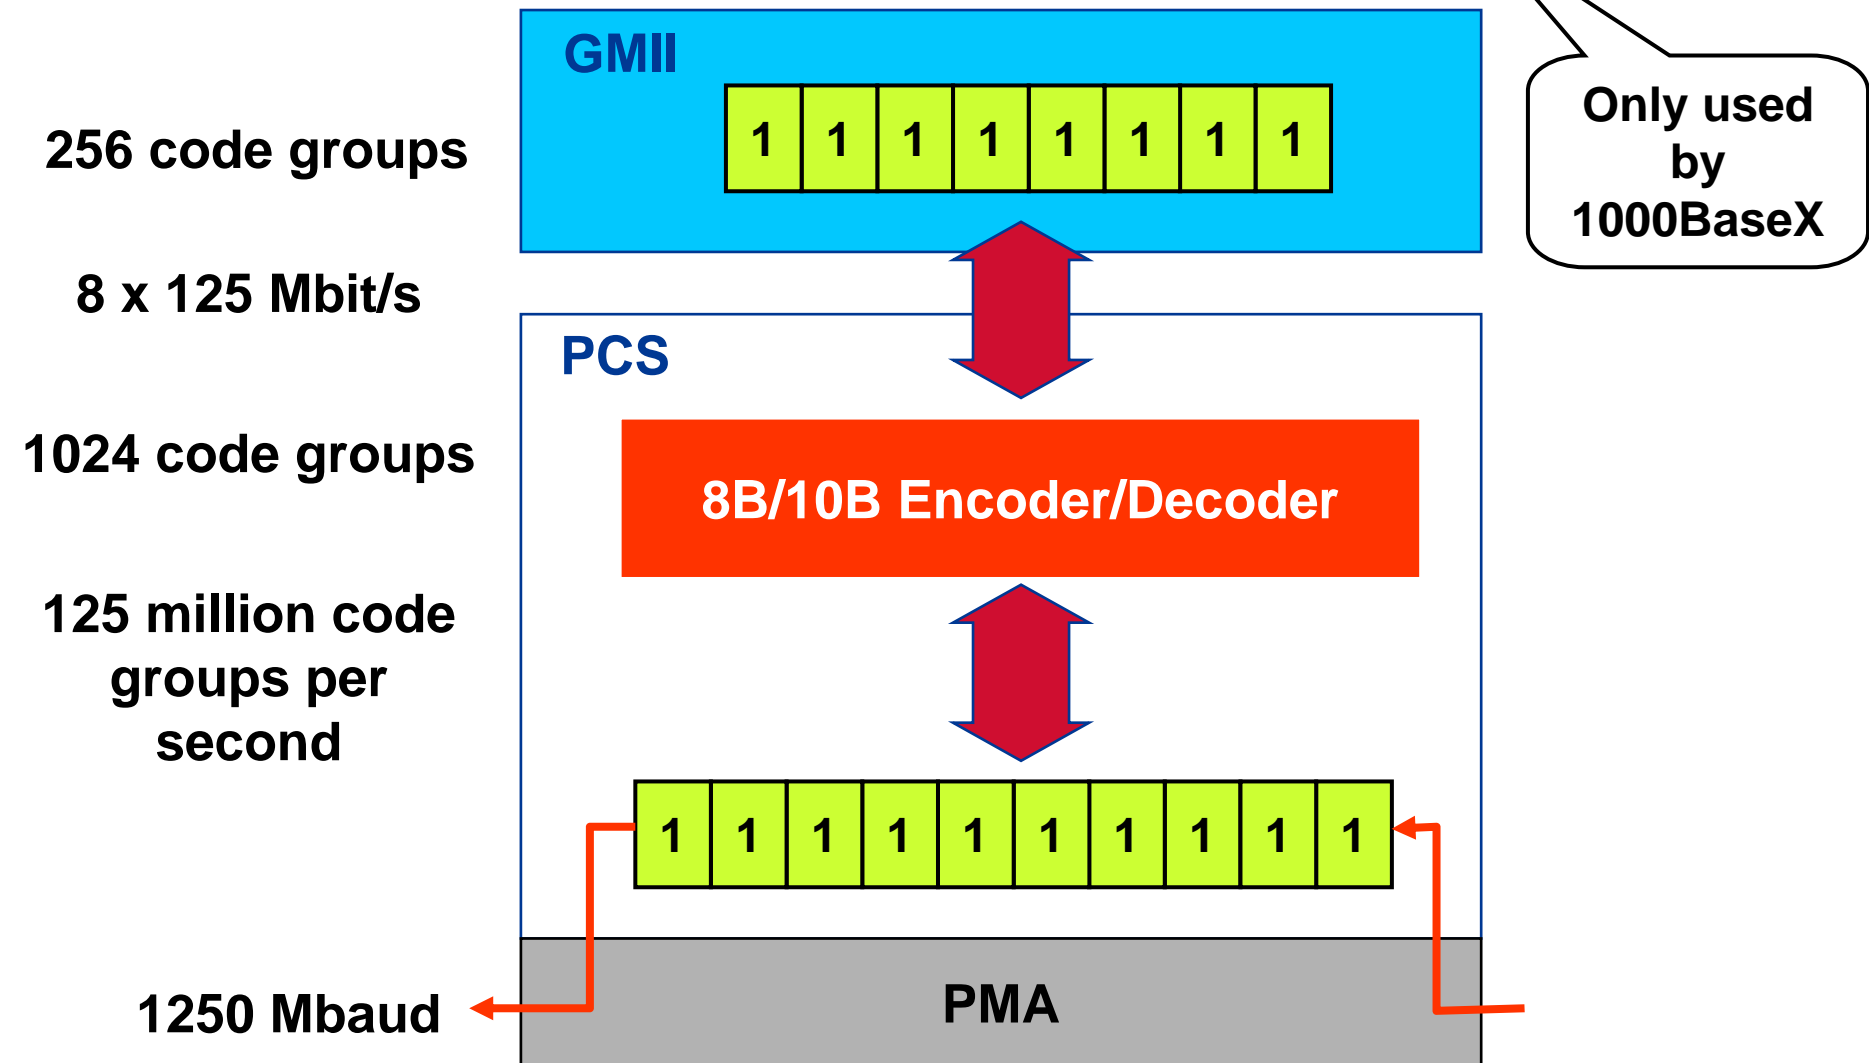 GMII
1 1 1 1 1 1 1 1
256 code groups
Only used
by
1000BaseX
8 x 125 Mbit/s
PCS
1024 code groups
8B/10B Encoder/Decoder
125 million code
groups per
second
1 1 1 1 1 1 1 1 1 1
1250 Mbaud
PMA